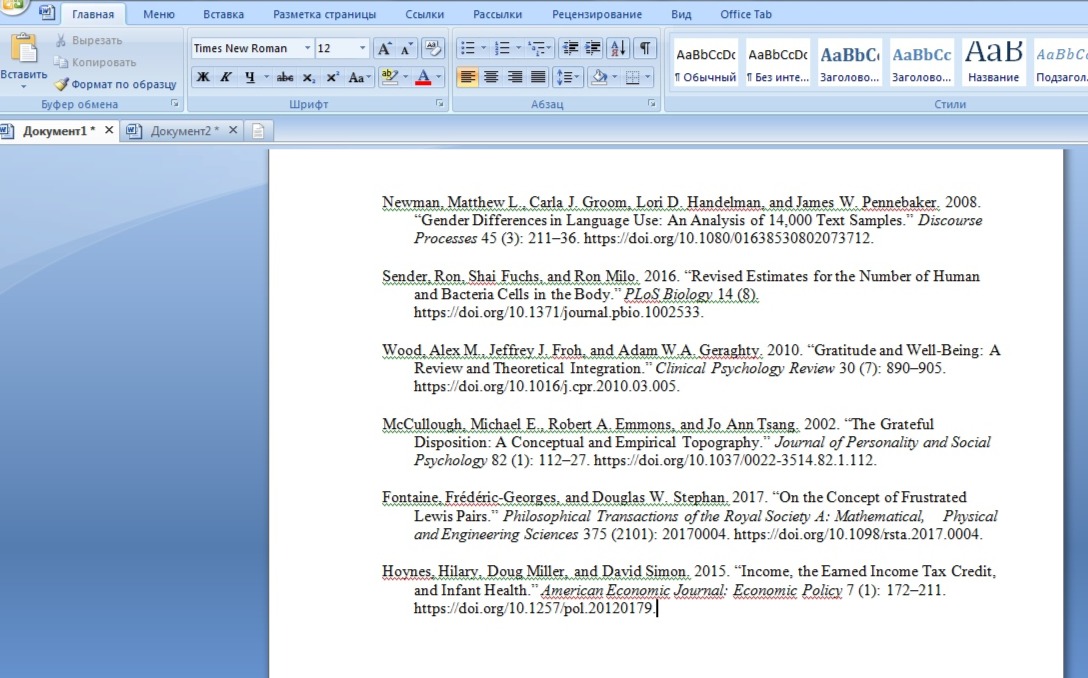 Главная Меню Вставка Разметка страницы Ссылки Рассылки Рецензирование Вид Office Tab
Вставить
Вырезать
Копировать
Формат по образцу
Буфер обмена
Times New Roman 12
Ж К Ч abc x₂ x² Aa
Шрифт
Абзац
AaBbCcDc AaBbCcDc AaBbC AaBbCc AaB AaBbCc
¶ Обычный ¶ Без инте... Заголово... Заголово... Название Подзагол
Стили
Документ1 * Документ2 *
Newman, Matthew L., Carla J. Groom, Lori D. Handelman, and James W. Pennebaker. 2008.
“Gender Differences in Language Use: An Analysis of 14,000 Text Samples.” Discourse
Processes 45 (3): 211–36. https://doi.org/10.1080/01638530802073712.
Sender, Ron, Shai Fuchs, and Ron Milo. 2016. “Revised Estimates for the Number of Human
and Bacteria Cells in the Body.” PLoS Biology 14 (8).
https://doi.org/10.1371/journal.pbio.1002533.
Wood, Alex M., Jeffrey J. Froh, and Adam W.A. Geraghty. 2010. “Gratitude and Well-Being: A
Review and Theoretical Integration.” Clinical Psychology Review 30 (7): 890–905.
https://doi.org/10.1016/j.cpr.2010.03.005.
McCullough, Michael E., Robert A. Emmons, and Jo Ann Tsang. 2002. “The Grateful
Disposition: A Conceptual and Empirical Topography.” Journal of Personality and Social
Psychology 82 (1): 112–27. https://doi.org/10.1037/0022-3514.82.1.112.
Fontaine, Frédéric-Georges, and Douglas W. Stephan. 2017. “On the Concept of Frustrated
Lewis Pairs.” Philosophical Transactions of the Royal Society A: Mathematical, Physical
and Engineering Sciences 375 (2101): 20170004. https://doi.org/10.1098/rsta.2017.0004.
Hoynes, Hilary, Doug Miller, and David Simon. 2015. “Income, the Earned Income Tax Credit,
and Infant Health.” American Economic Journal: Economic Policy 7 (1): 172–211.
https://doi.org/10.1257/pol.20120179.